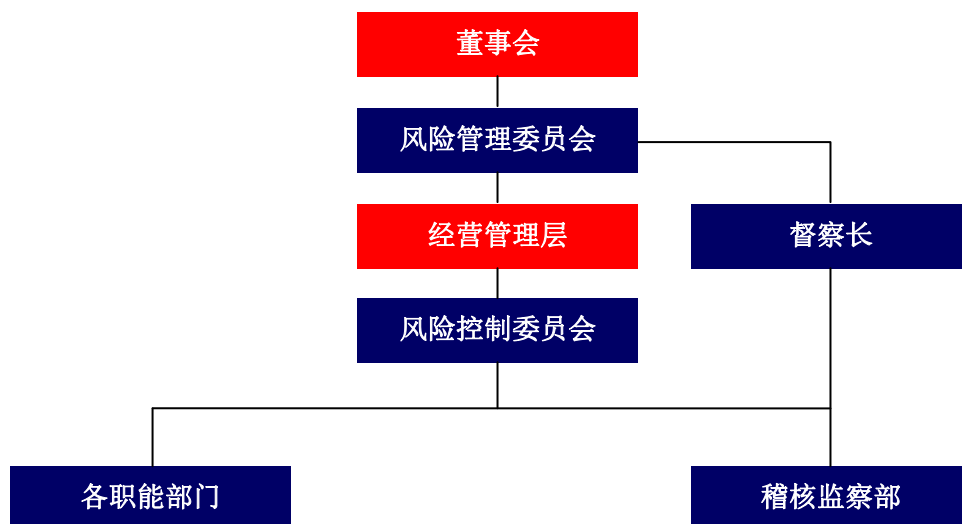 董事会
风险管理委员会
经营管理层
督察长
风险控制委员会
各职能部门
稽核监察部